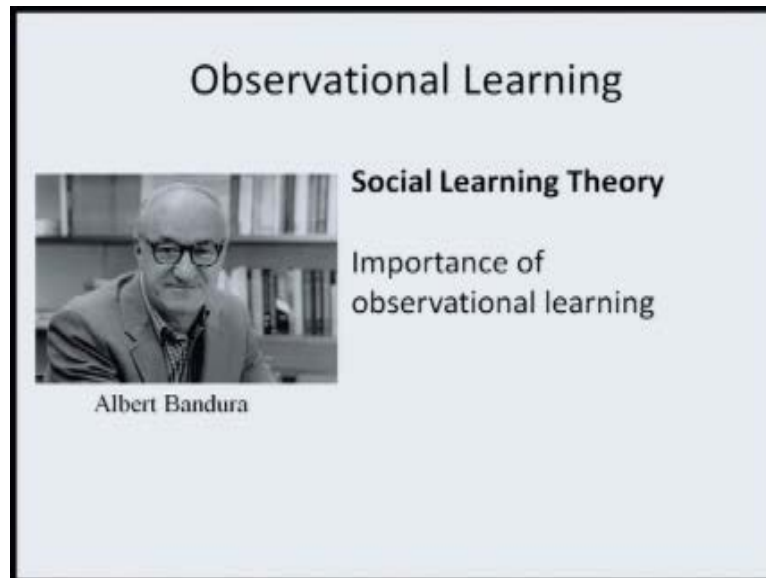 Observational Learning
Social Learning Theory
Importance of
observational learning
Albert Bandura